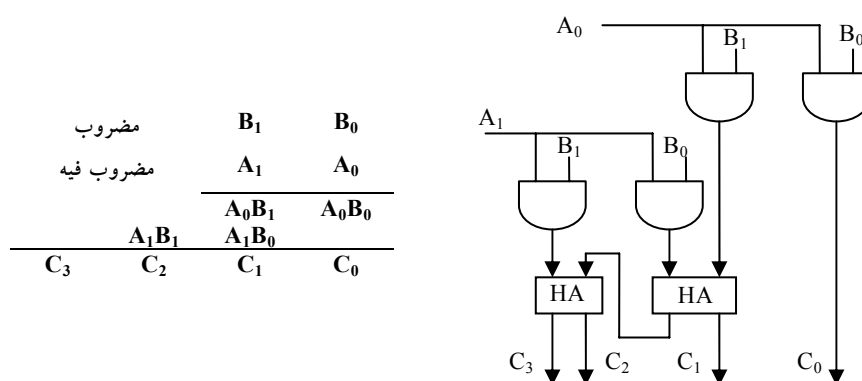 مضروب B₁ B₀
مضروب فيه A₁ A₀
A₀B₁ A₀B₀
A₁B₁ A₁B₀
C₃ C₂ C₁ C₀
A₀
B₁ B₀
A₁
B₁ B₀
HA HA
C₃ C₂ C₁ C₀